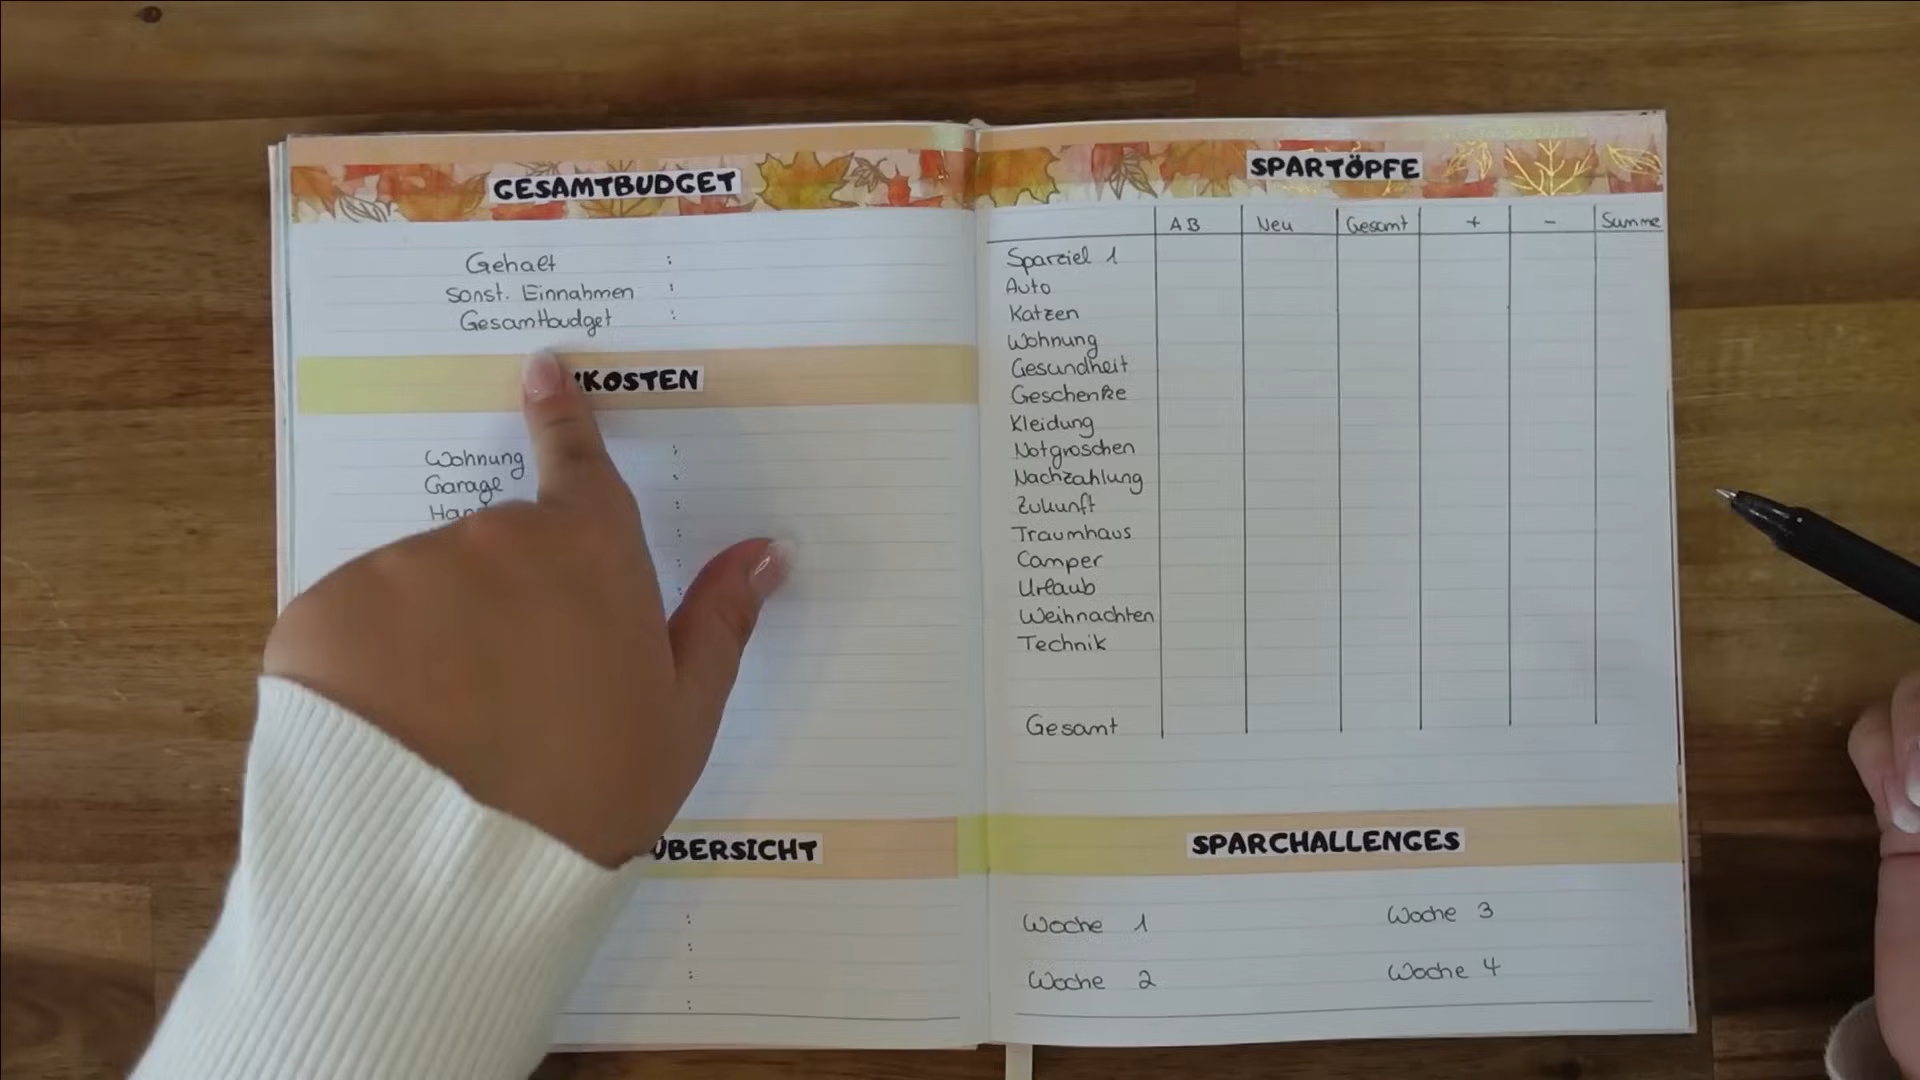 GESAMTBUDGET
Gehalt :
sonst. Einnahmen :
Gesamtbudget :
KOSTEN
Wohnung :
Garage :
Han :
:
:
:
ÜBERSICHT
:
:
:
:
SPARTÖPFE
AB Neu Gesamt + - Summe
Sparziel 1
Auto
Katzen
Wohnung
Gesundheit
Geschenke
Kleidung
Notgroschen
Nachzahlung
Zukunft
Traumhaus
Camper
Urlaub
Weihnachten
Technik
Gesamt
SPARCHALLENGES
Woche 1 Woche 3
Woche 2 Woche 4